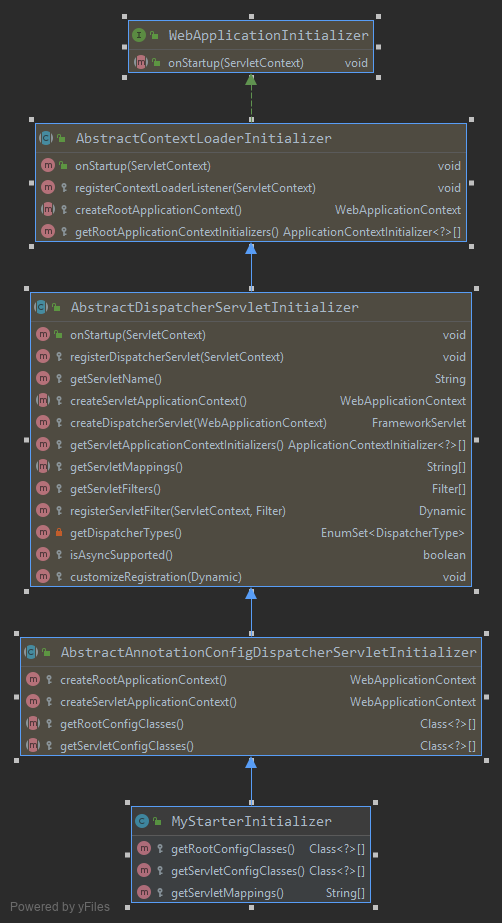 WebApplicationInitializer
onStartup(ServletContext) void
AbstractContextLoaderInitializer
onStartup(ServletContext) void
registerContextLoaderListener(ServletContext) void
createRootApplicationContext() WebApplicationContext
getRootApplicationContextInitializers() ApplicationContextInitializer<?>[]
AbstractDispatcherServletInitializer
onStartup(ServletContext) void
registerDispatcherServlet(ServletContext) void
getServletName() String
createServletApplicationContext() WebApplicationContext
createDispatcherServlet(WebApplicationContext) FrameworkServlet
getServletApplicationContextInitializers() ApplicationContextInitializer<?>[]
getServletMappings() String[]
getServletFilters() Filter[]
registerServletFilter(ServletContext, Filter) Dynamic
getDispatcherTypes() EnumSet<DispatcherType>
isAsyncSupported() boolean
customizeRegistration(Dynamic) void
AbstractAnnotationConfigDispatcherServletInitializer
createRootApplicationContext() WebApplicationContext
createServletApplicationContext() WebApplicationContext
getRootConfigClasses() Class<?>[]
getServletConfigClasses() Class<?>[]
MyStarterInitializer
getRootConfigClasses() Class<?>[]
getServletConfigClasses() Class<?>[]
getServletMappings() String[]
Powered by yFiles